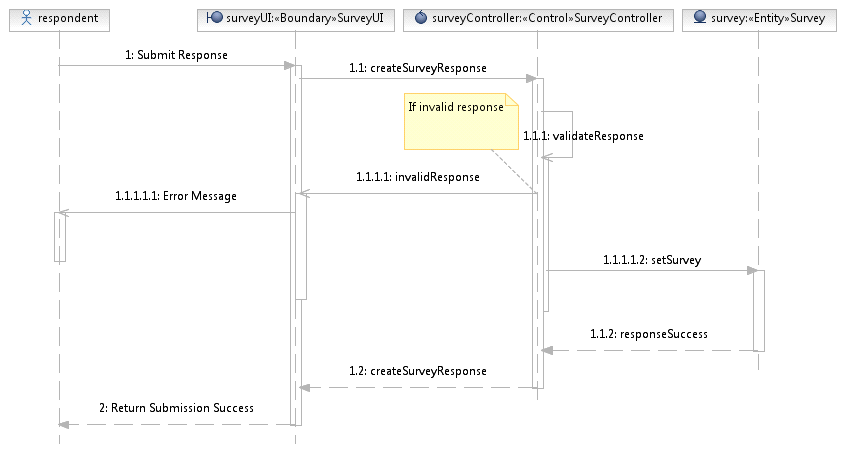 respondent
surveyUI:«Boundary»SurveyUI
surveyController:«Control»SurveyController
survey:«Entity»Survey
1: Submit Response
1.1: createSurveyResponse
If invalid response
1.1.1: validateResponse
1.1.1.1: invalidResponse
1.1.1.1.1: Error Message
1.1.1.1.2: setSurvey
1.1.2: responseSuccess
1.2: createSurveyResponse
2: Return Submission Success